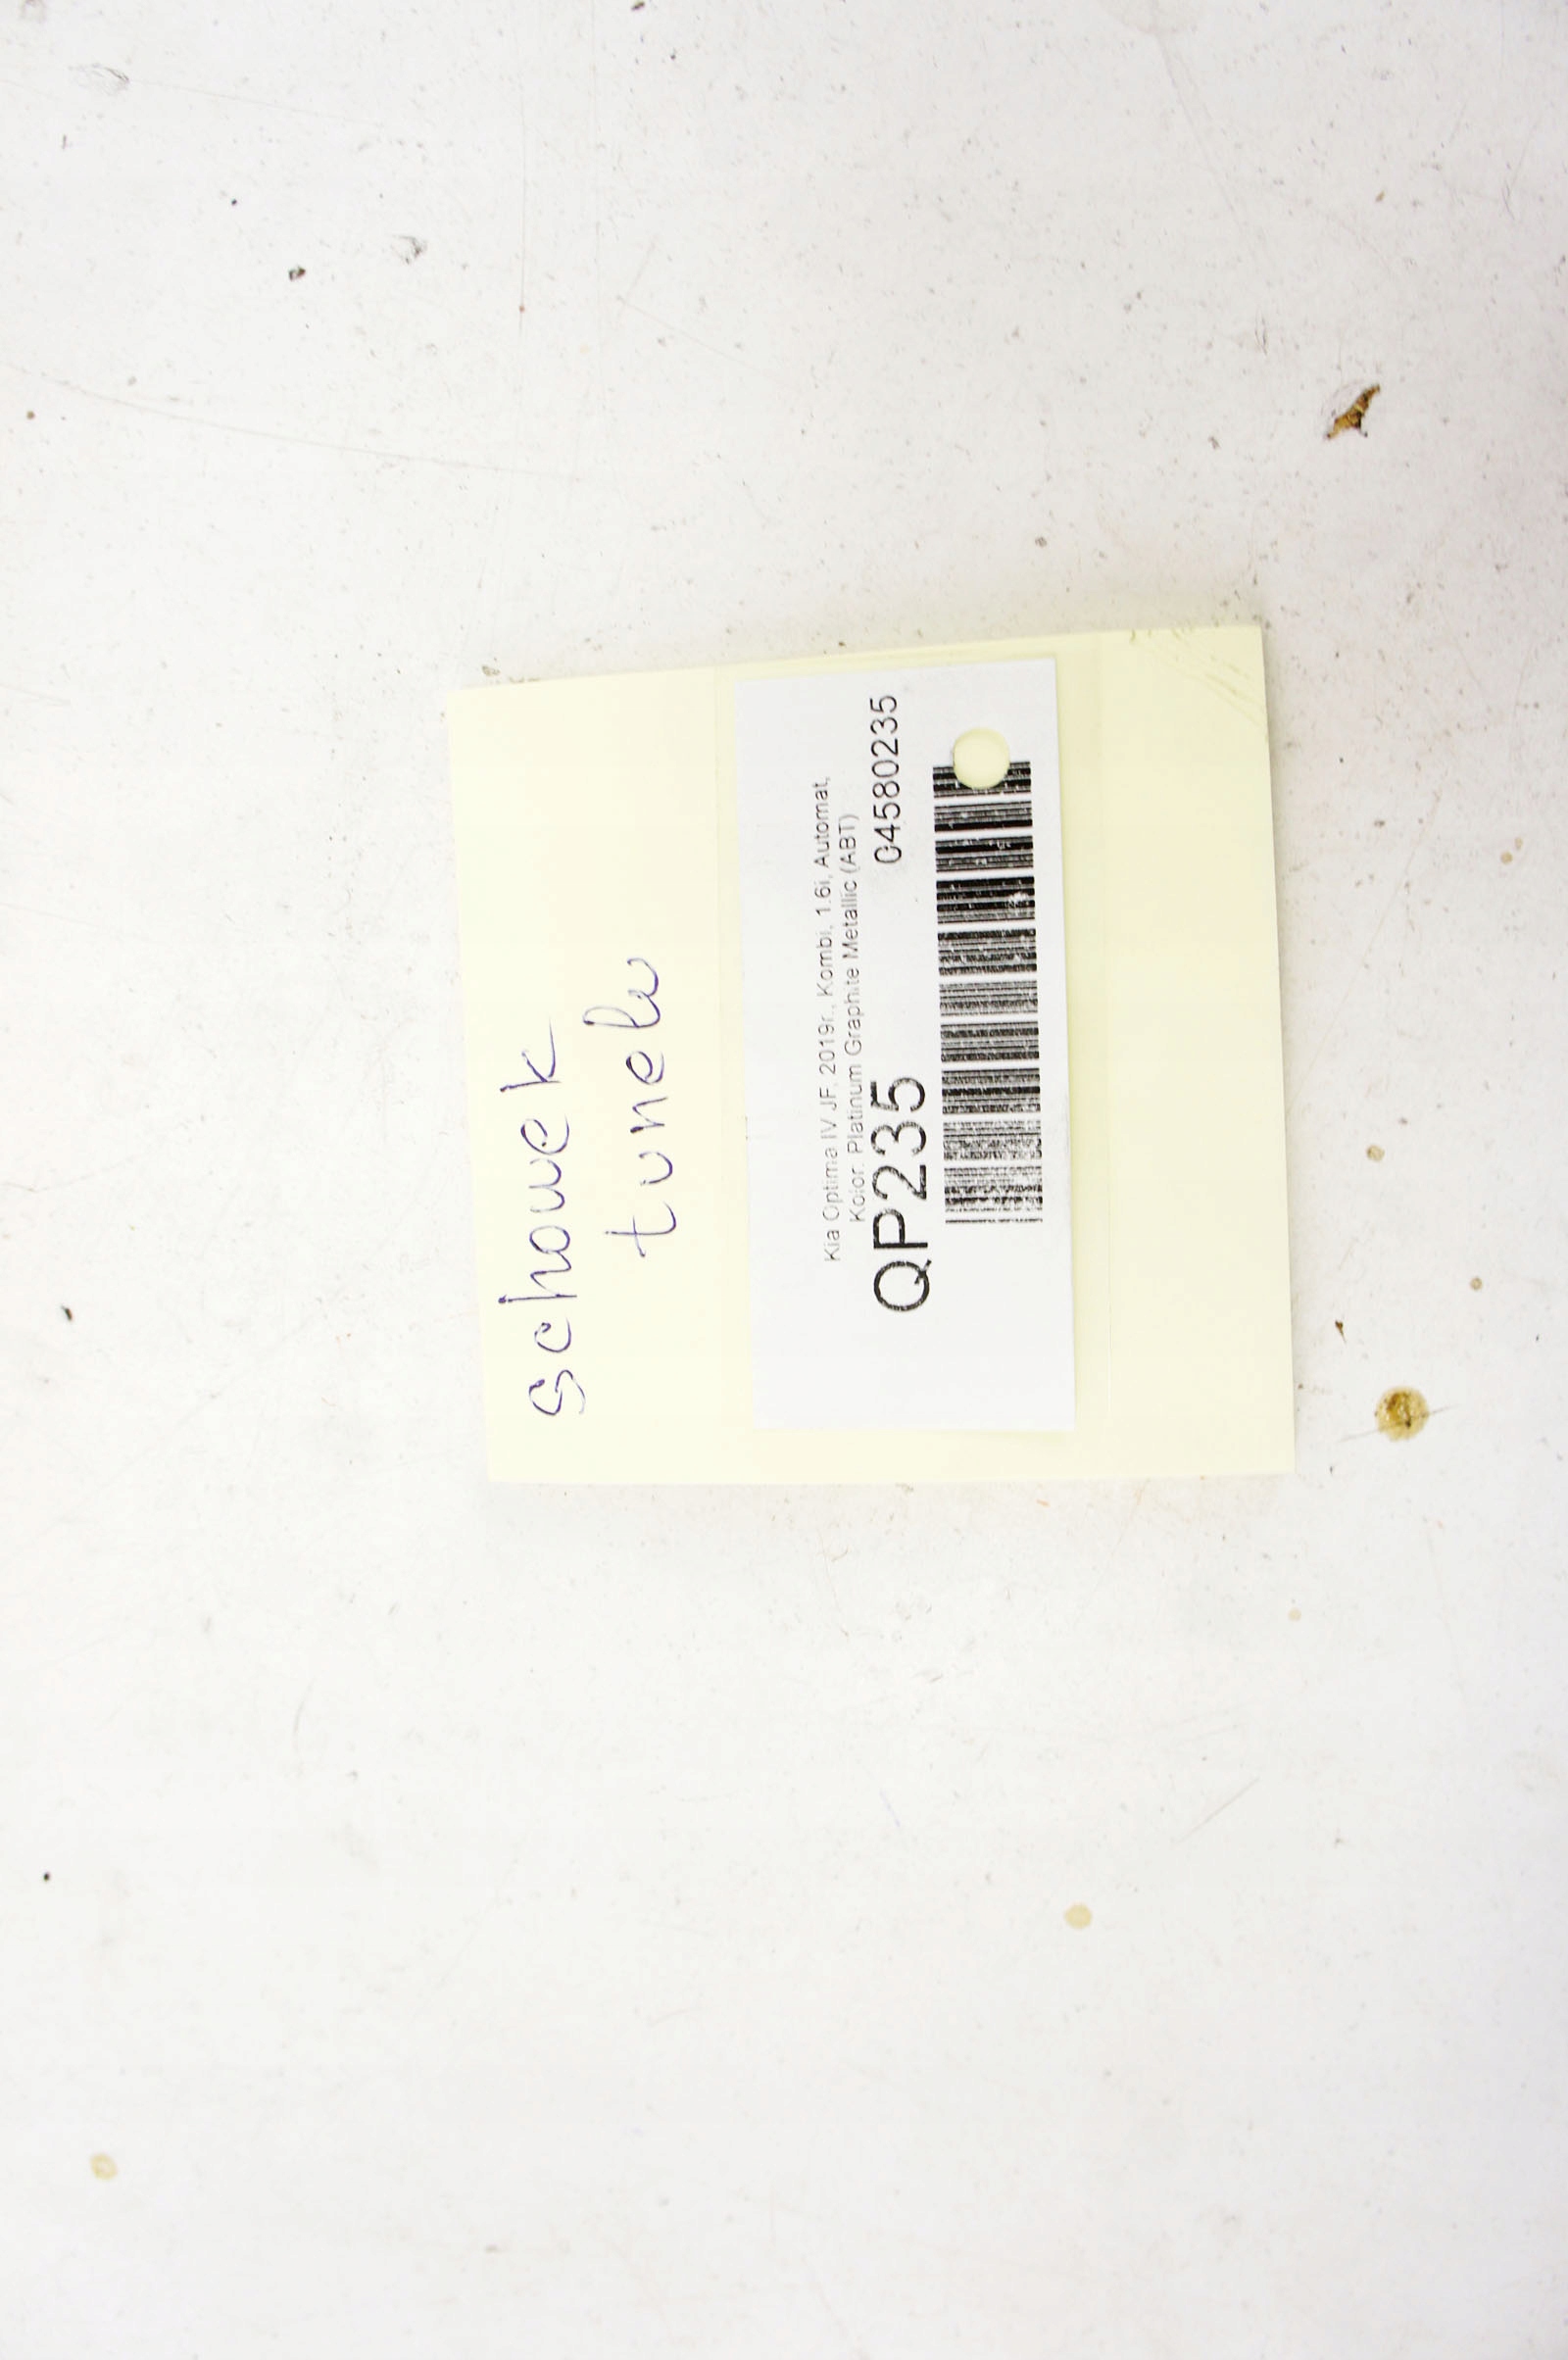 schowek
tunelu
Kia Optima IV JF, 2019r., Kombi, 1.6i, Automat,
Kolor: Platinum Graphite Metallic (ABT)
QP235 04580235